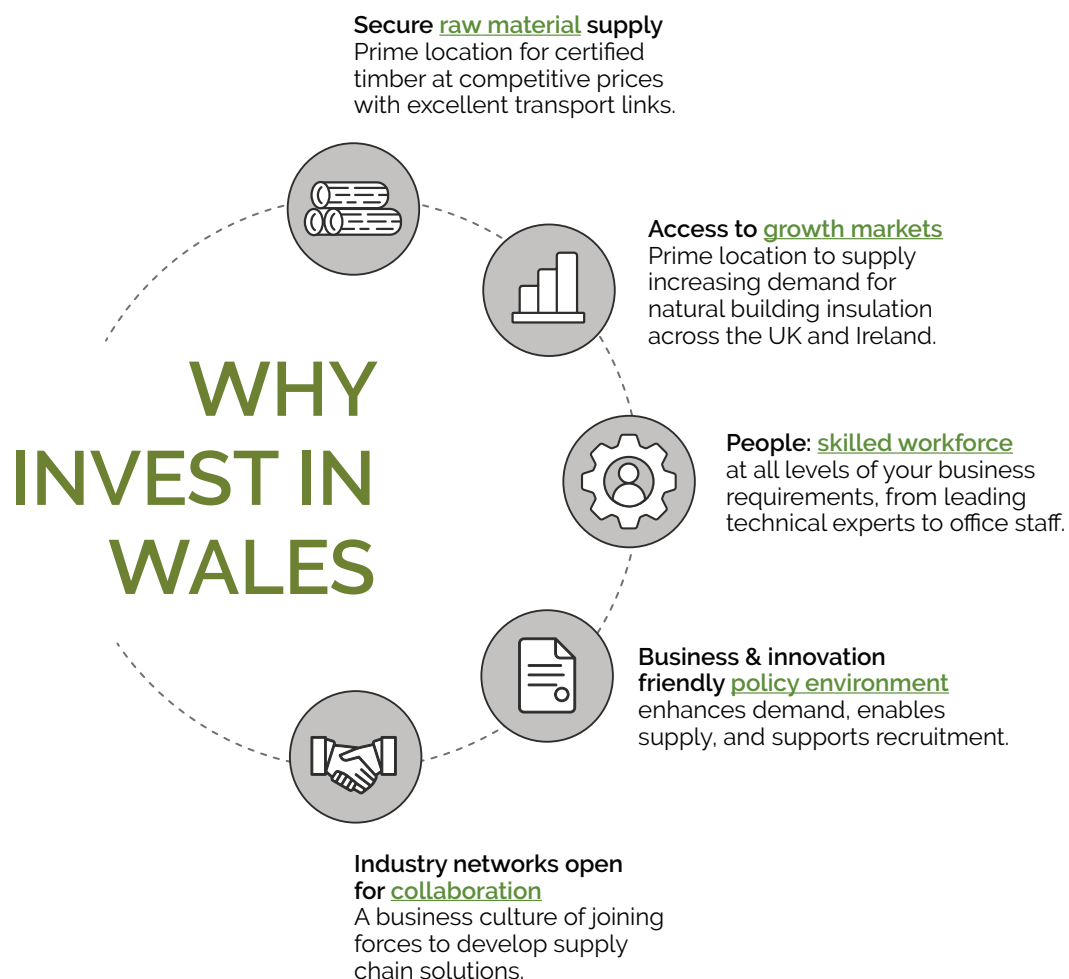 Secure raw material supply
Prime location for certified
timber at competitive prices
with excellent transport links.
Access to growth markets
Prime location to supply
increasing demand for
natural building insulation
across the UK and Ireland.
WHY
INVEST IN
WALES
People: skilled workforce
at all levels of your business
requirements, from leading
technical experts to office staff.
Business & innovation
friendly policy environment
enhances demand, enables
supply, and supports recruitment.
Industry networks open
for collaboration
A business culture of joining
forces to develop supply
chain solutions.